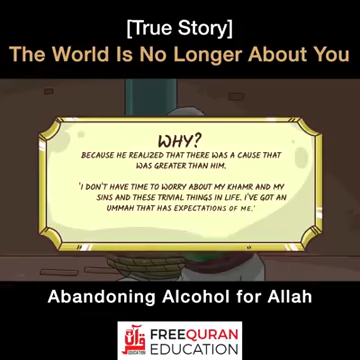 [True Story]
The World Is No Longer About You
WHY?
BECAUSE HE REALIZED THAT THERE WAS A CAUSE THAT
WAS GREATER THAN HIM.
'I DON'T HAVE TIME TO WORRY ABOUT MY KHAMR AND MY
SINS AND THESE TRIVIAL THINGS IN LIFE. I'VE GOT AN
UMMAH THAT HAS EXPECTATIONS OF ME.'
Abandoning Alcohol for Allah
قرآن
EDUCATION
FREEQURAN
EDUCATION